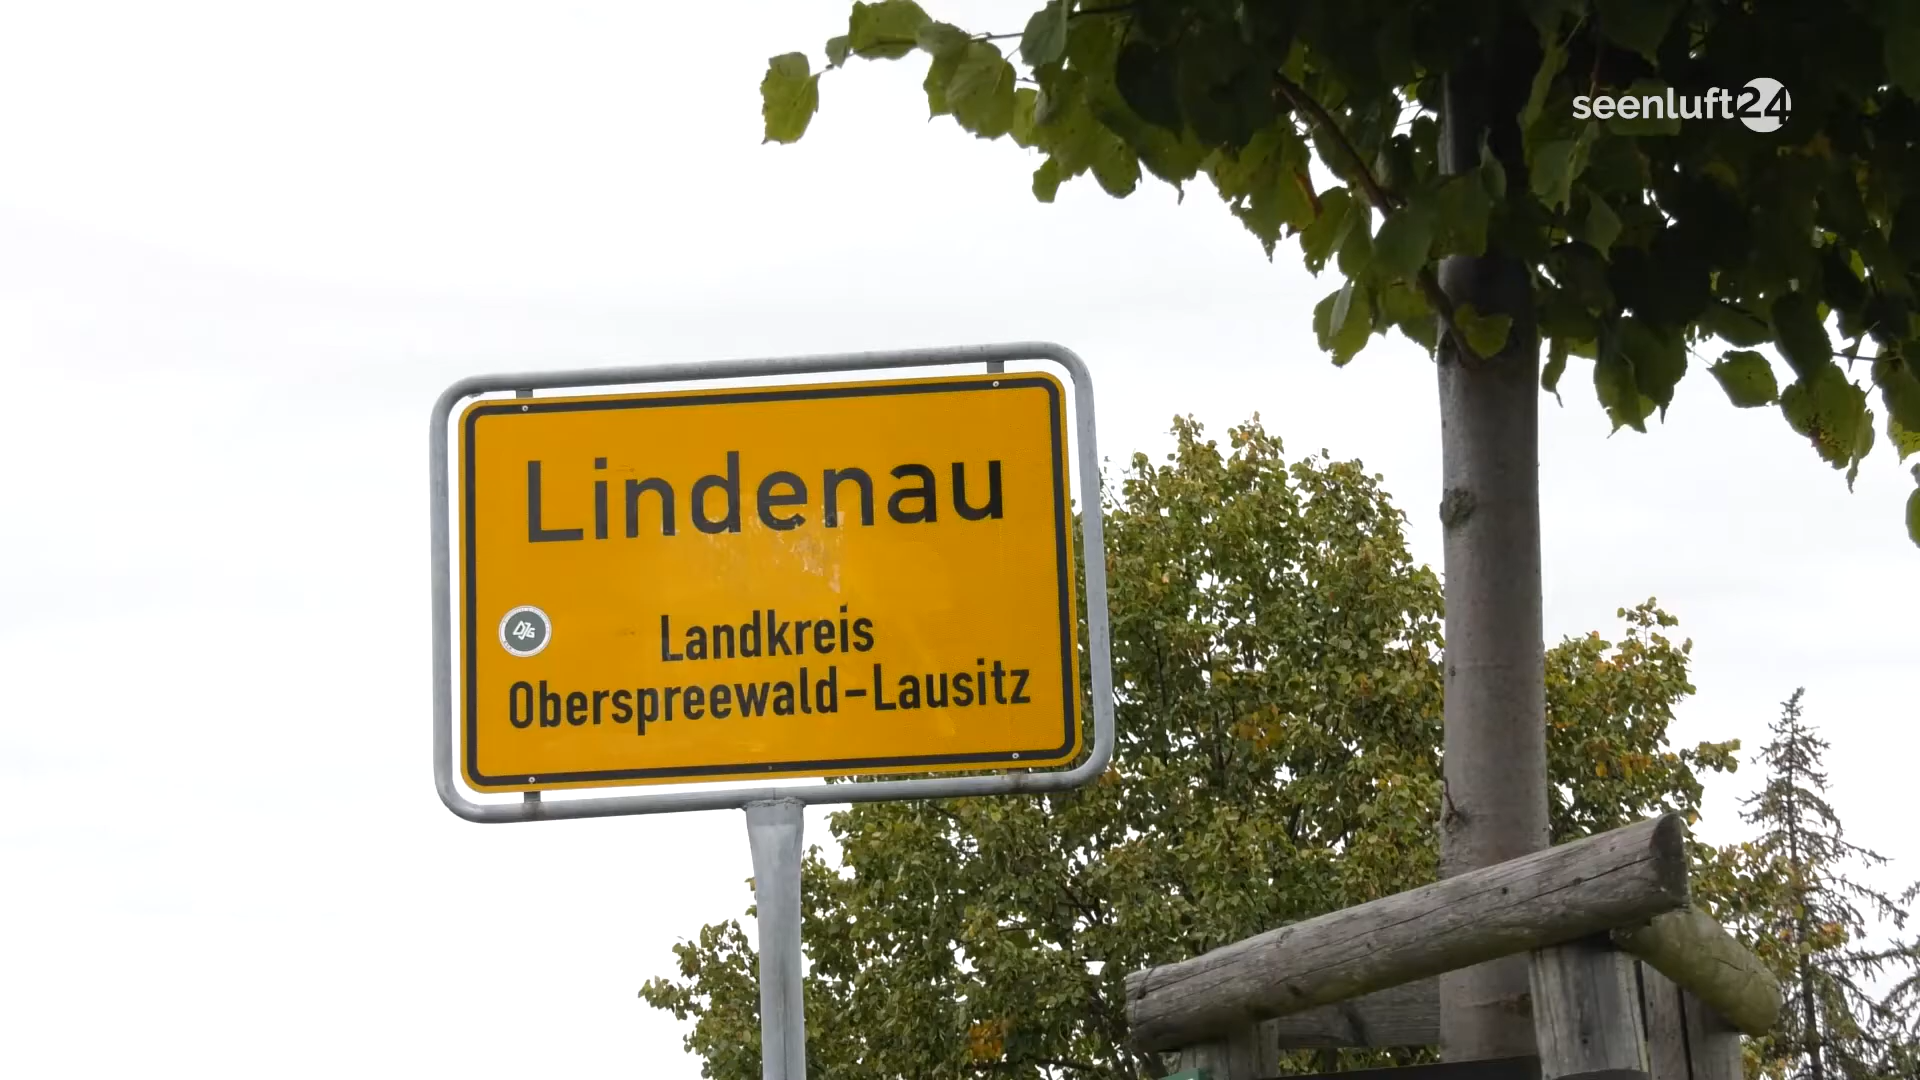 seenluft24
Lindenau
Landkreis
Oberspreewald-Lausitz